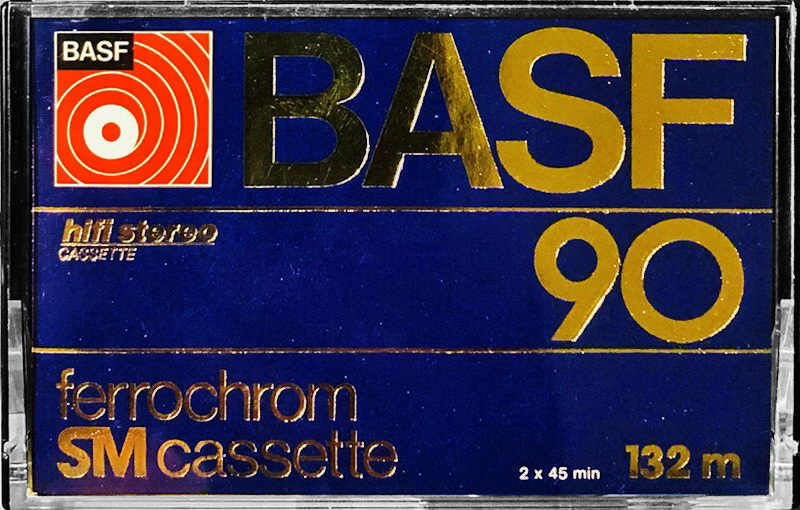 BASF
BASF
hifi stereo
CASSETTE
90
ferrochrom
SM cassette
2 x 45 min 132 m